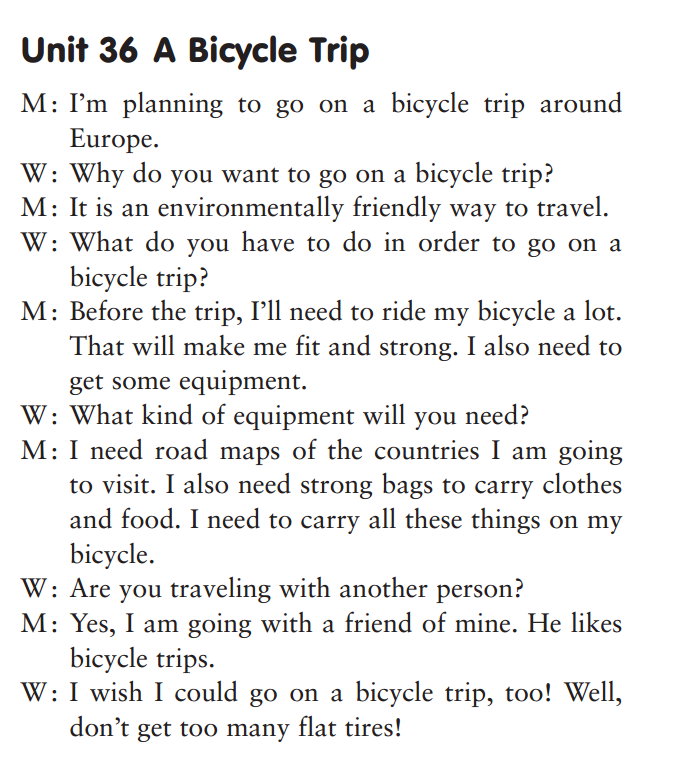 Unit 36 A Bicycle Trip
M: I’m planning to go on a bicycle trip around
Europe.
W: Why do you want to go on a bicycle trip?
M: It is an environmentally friendly way to travel.
W: What do you have to do in order to go on a
bicycle trip?
M: Before the trip, I’ll need to ride my bicycle a lot.
That will make me fit and strong. I also need to
get some equipment.
W: What kind of equipment will you need?
M: I need road maps of the countries I am going
to visit. I also need strong bags to carry clothes
and food. I need to carry all these things on my
bicycle.
W: Are you traveling with another person?
M: Yes, I am going with a friend of mine. He likes
bicycle trips.
W: I wish I could go on a bicycle trip, too! Well,
don’t get too many flat tires!